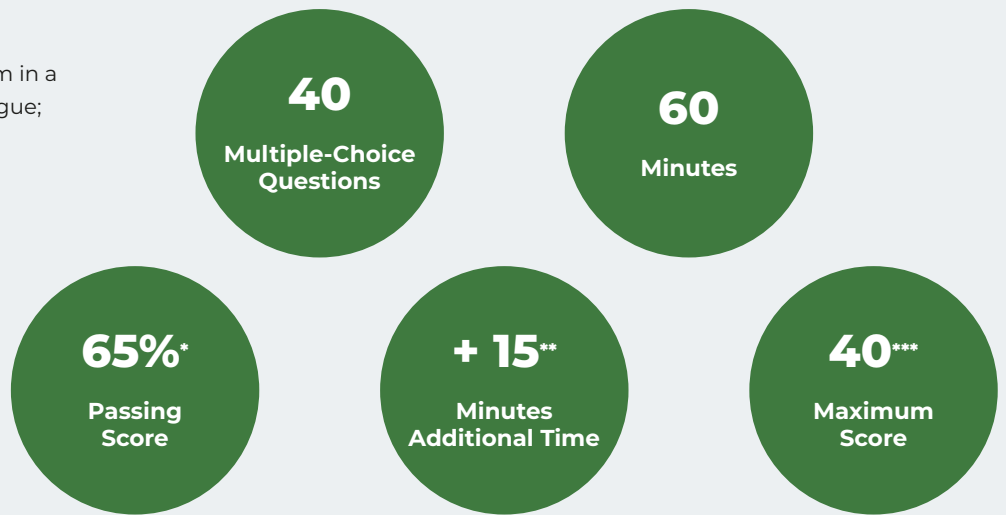 in a
gue;
40
Multiple-Choice
Questions
60
Minutes
65%*
Passing
Score
+ 15**
Minutes
Additional Time
40***
Maximum
Score